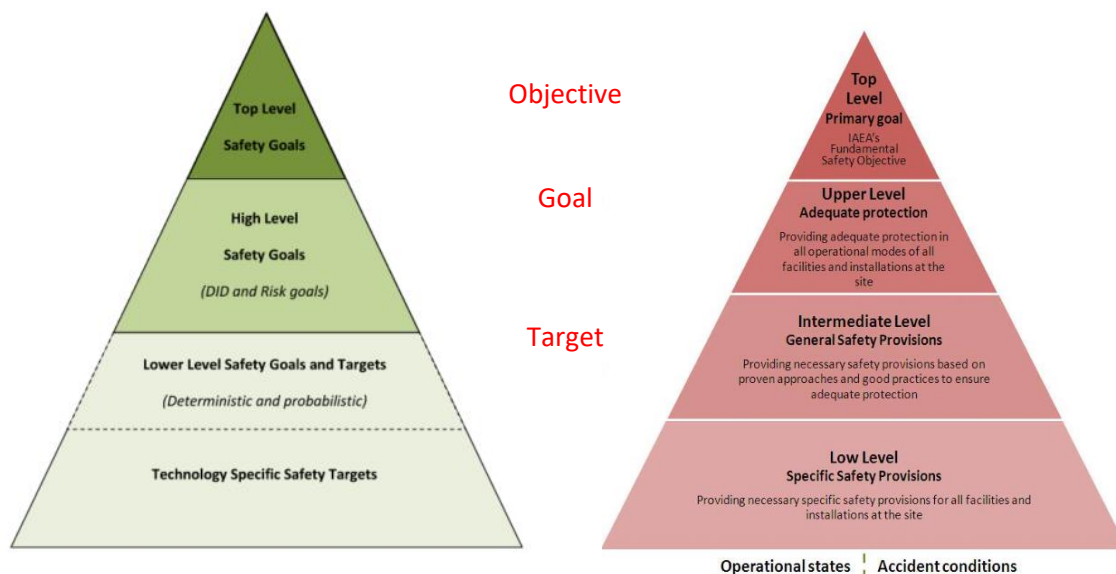 Top Level
Safety Goals
High Level
Safety Goals
(DID and Risk goals)
Lower Level Safety Goals and Targets
(Deterministic and probabilistic)
Technology Specific Safety Targets
Objective
Goal
Target
Top
Level
Primary goal
IAEA's
Fundamental
Safety Objective
Upper Level
Adequate protection
Providing adequate protection in
all operational modes of all
facilities and installations at the
site
Intermediate Level
General Safety Provisions
Providing necessary safety provisions based on
proven approaches and good practices to ensure
adequate protection
Low Level
Specific Safety Provisions
Providing necessary specific safety provisions for all facilities and
installations at the site
Operational states
Accident conditions